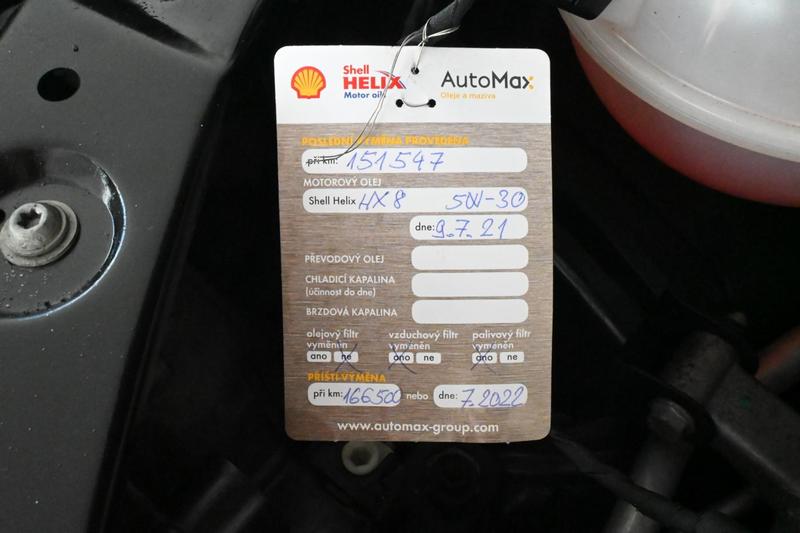 Shell
HELIX
Motor oils
AutoMax
Oleje a maziva
POSLEDNÍ VÝMĚNA PROVEDENA
při km: 151547
MOTOROVÝ OLEJ
Shell Helix HX8 5W-30
dne: 9.7.21
PŘEVODOVÝ OLEJ
CHLADICÍ KAPALINA
(účinnost do dne)
BRZDOVÁ KAPALINA
olejový filtr vzduchový filtr palivový filtr
vyměněn vyměněn vyměněn
ano ne ano ne ano ne
PŘÍŠTÍ VÝMĚNA
při km: 166500 nebo dne: 7.2022
www.automax-group.com